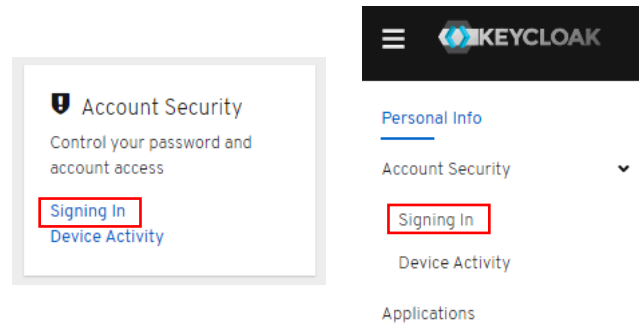 Account Security
Control your password and
account access
Signing In
Device Activity
KEYCLOAK
Personal Info
Account Security
Signing In
Device Activity
Applications